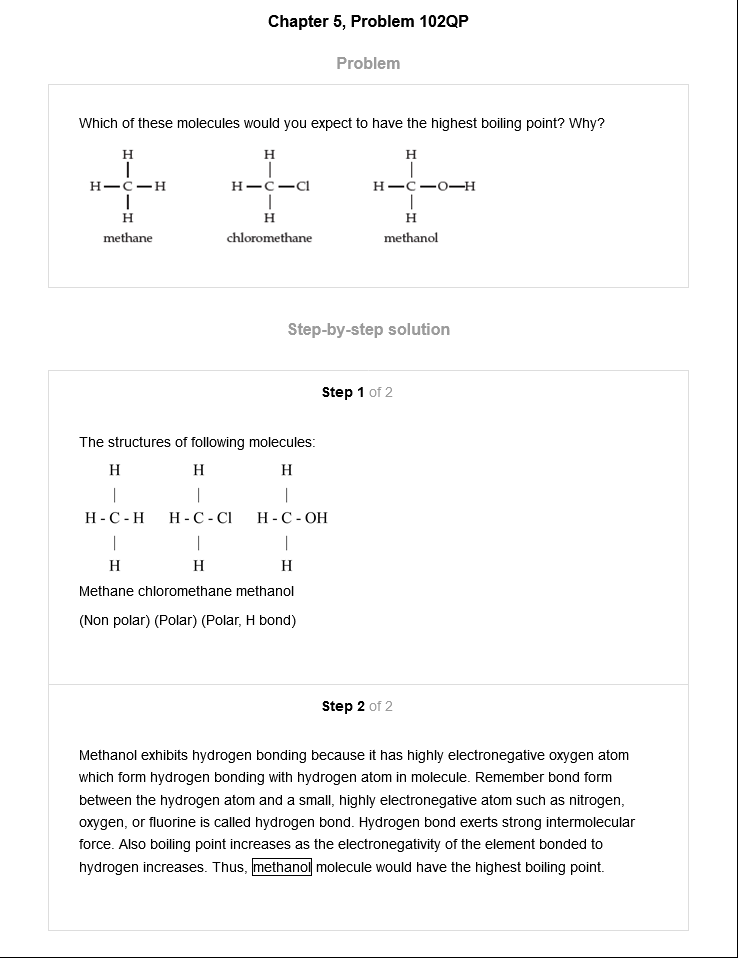 Chapter 5, Problem 102QP
Problem
Which of these molecules would you expect to have the highest boiling point? Why?
H H H
H—C—H H—C—Cl H—C—O—H
H H H
methane chloromethane methanol
Step-by-step solution
Step 1 of 2
The structures of following molecules:
H H H
| | |
H - C - H H - C - Cl H - C - OH
| | |
H H H
Methane chloromethane methanol
(Non polar) (Polar) (Polar, H bond)
Step 2 of 2
Methanol exhibits hydrogen bonding because it has highly electronegative oxygen atom
which form hydrogen bonding with hydrogen atom in molecule. Remember bond form
between the hydrogen atom and a small, highly electronegative atom such as nitrogen,
oxygen, or fluorine is called hydrogen bond. Hydrogen bond exerts strong intermolecular
force. Also boiling point increases as the electronegativity of the element bonded to
hydrogen increases. Thus, methanol molecule would have the highest boiling point.